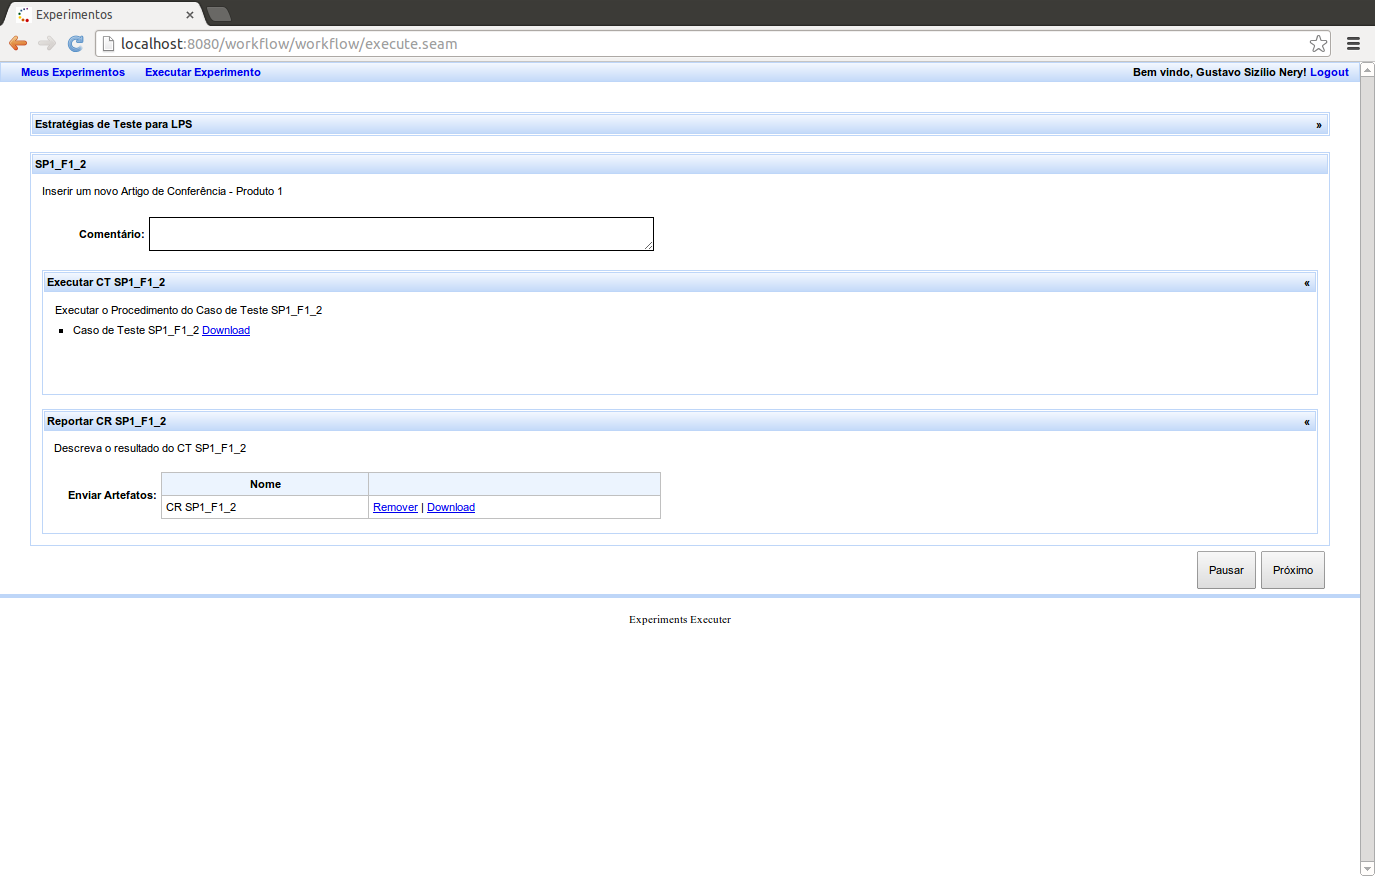 Experimentos
localhost:8080/workflow/workflow/execute.seam
Meus Experimentos Executar Experimento Bem vindo, Gustavo Sizílio Nery! Logout
Estratégias de Teste para LPS »
SP1_F1_2
Inserir um novo Artigo de Conferência - Produto 1
Comentário:
Executar CT SP1_F1_2 «
Executar o Procedimento do Caso de Teste SP1_F1_2
Caso de Teste SP1_F1_2 Download
Reportar CR SP1_F1_2 «
Descreva o resultado do CT SP1_F1_2
Nome
Enviar Artefatos:
CR SP1_F1_2 Remover | Download
Pausar Próximo
Experiments Executer